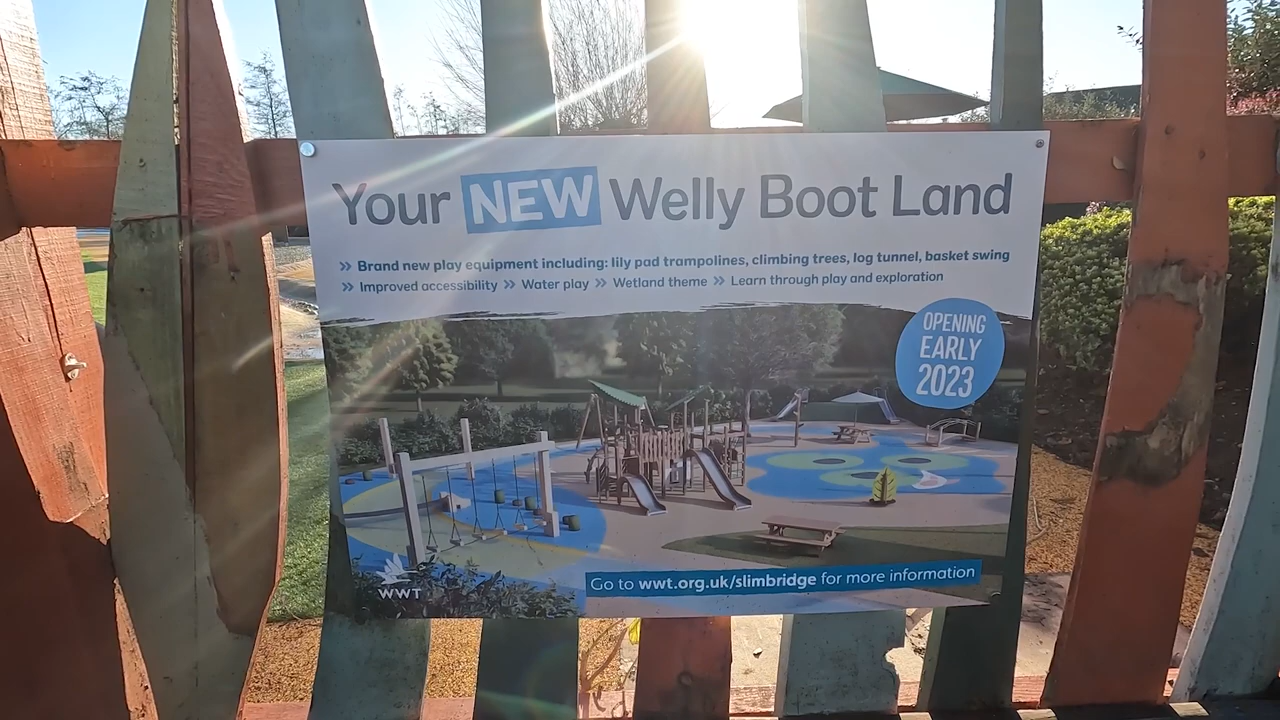 Your NEW Welly Boot Land
» Brand new play equipment including: lily pad trampolines, climbing trees, log tunnel, basket swing
» Improved accessibility » Water play » Wetland theme » Learn through play and exploration
OPENING
EARLY
2023
Go to wwt.org.uk/slimbridge for more information
WWT